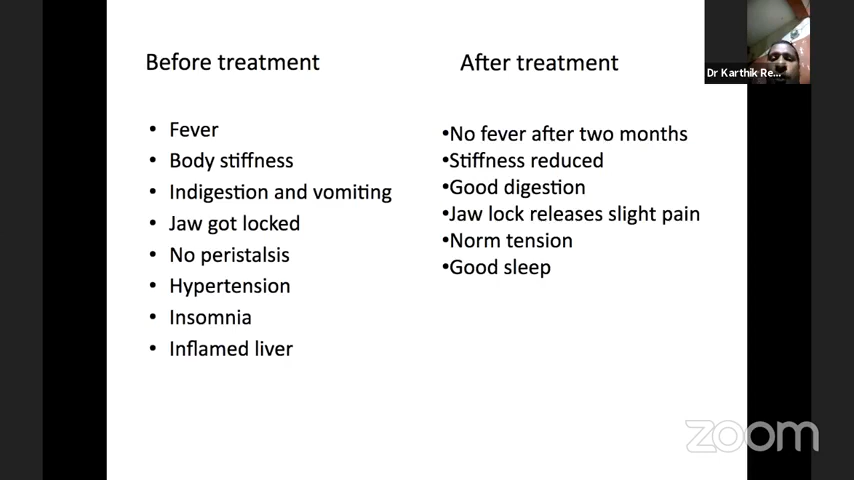 Before treatment
After treatment
• Fever
• Body stiffness
• Indigestion and vomiting
• Jaw got locked
• No peristalsis
• Hypertension
• Insomnia
• Inflamed liver
•No fever after two months
•Stiffness reduced
•Good digestion
•Jaw lock releases slight pain
•Norm tension
•Good sleep
Dr Karthik Re...
zoom